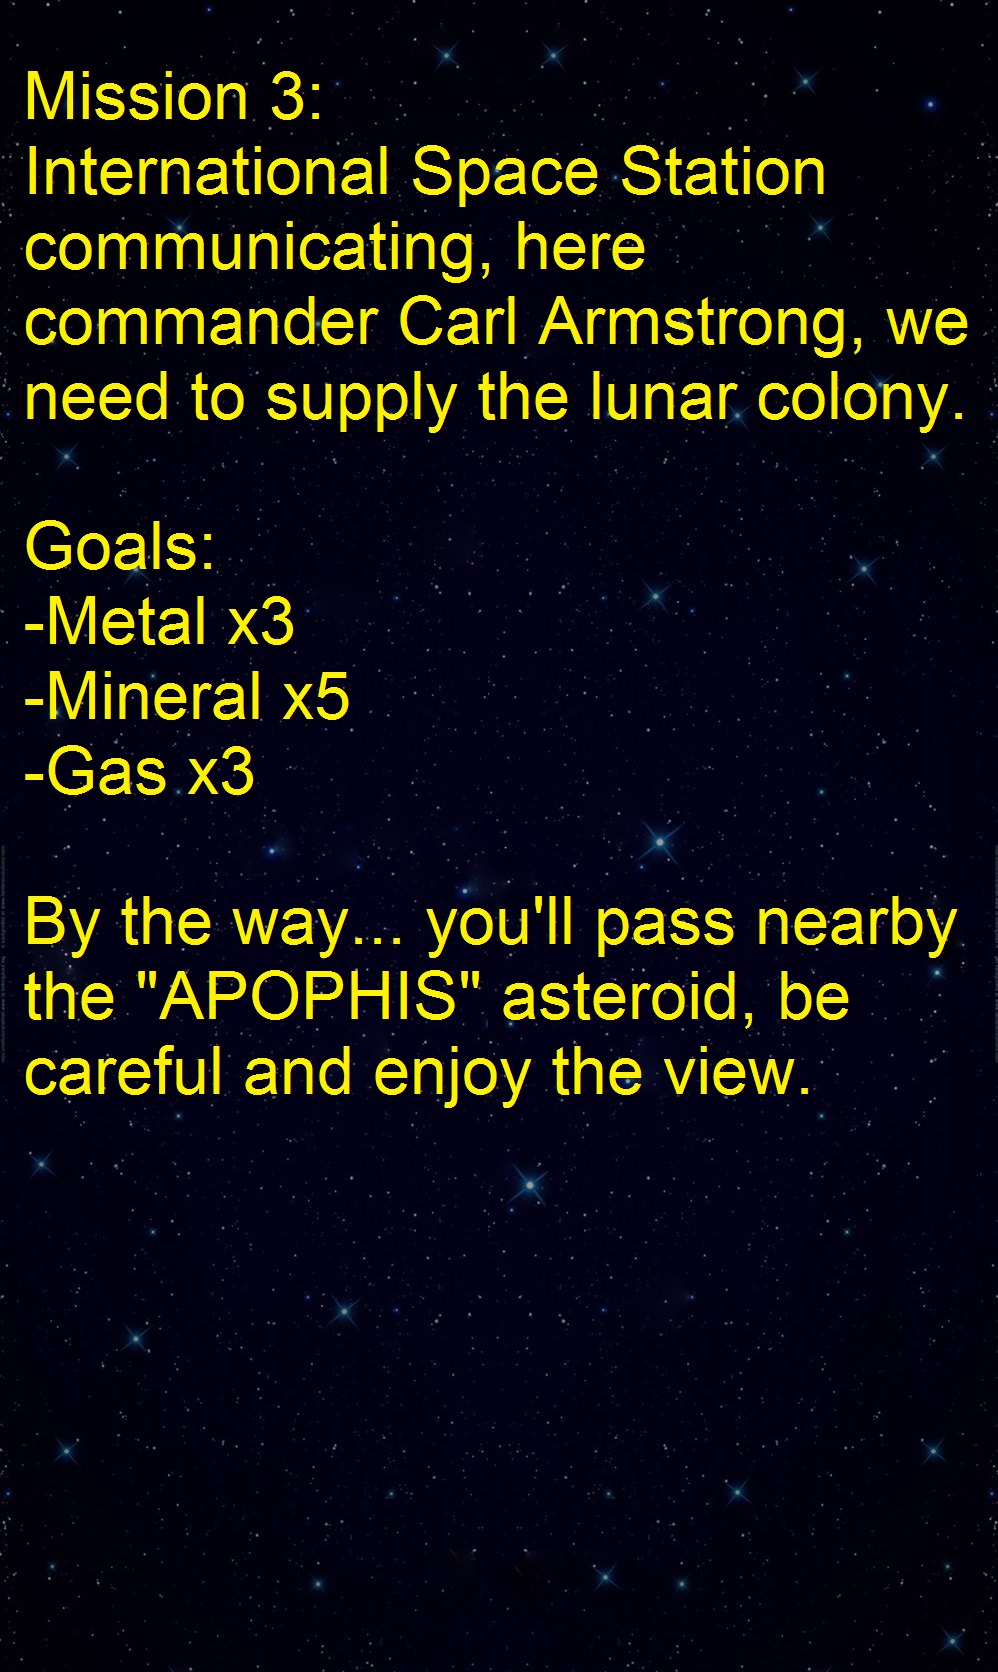 Mission 3:
International Space Station
communicating, here
commander Carl Armstrong, we
need to supply the lunar colony.
Goals:
-Metal x3
-Mineral x5
-Gas x3
By the way... you'll pass nearby
the "APOPHIS" asteroid, be
careful and enjoy the view.